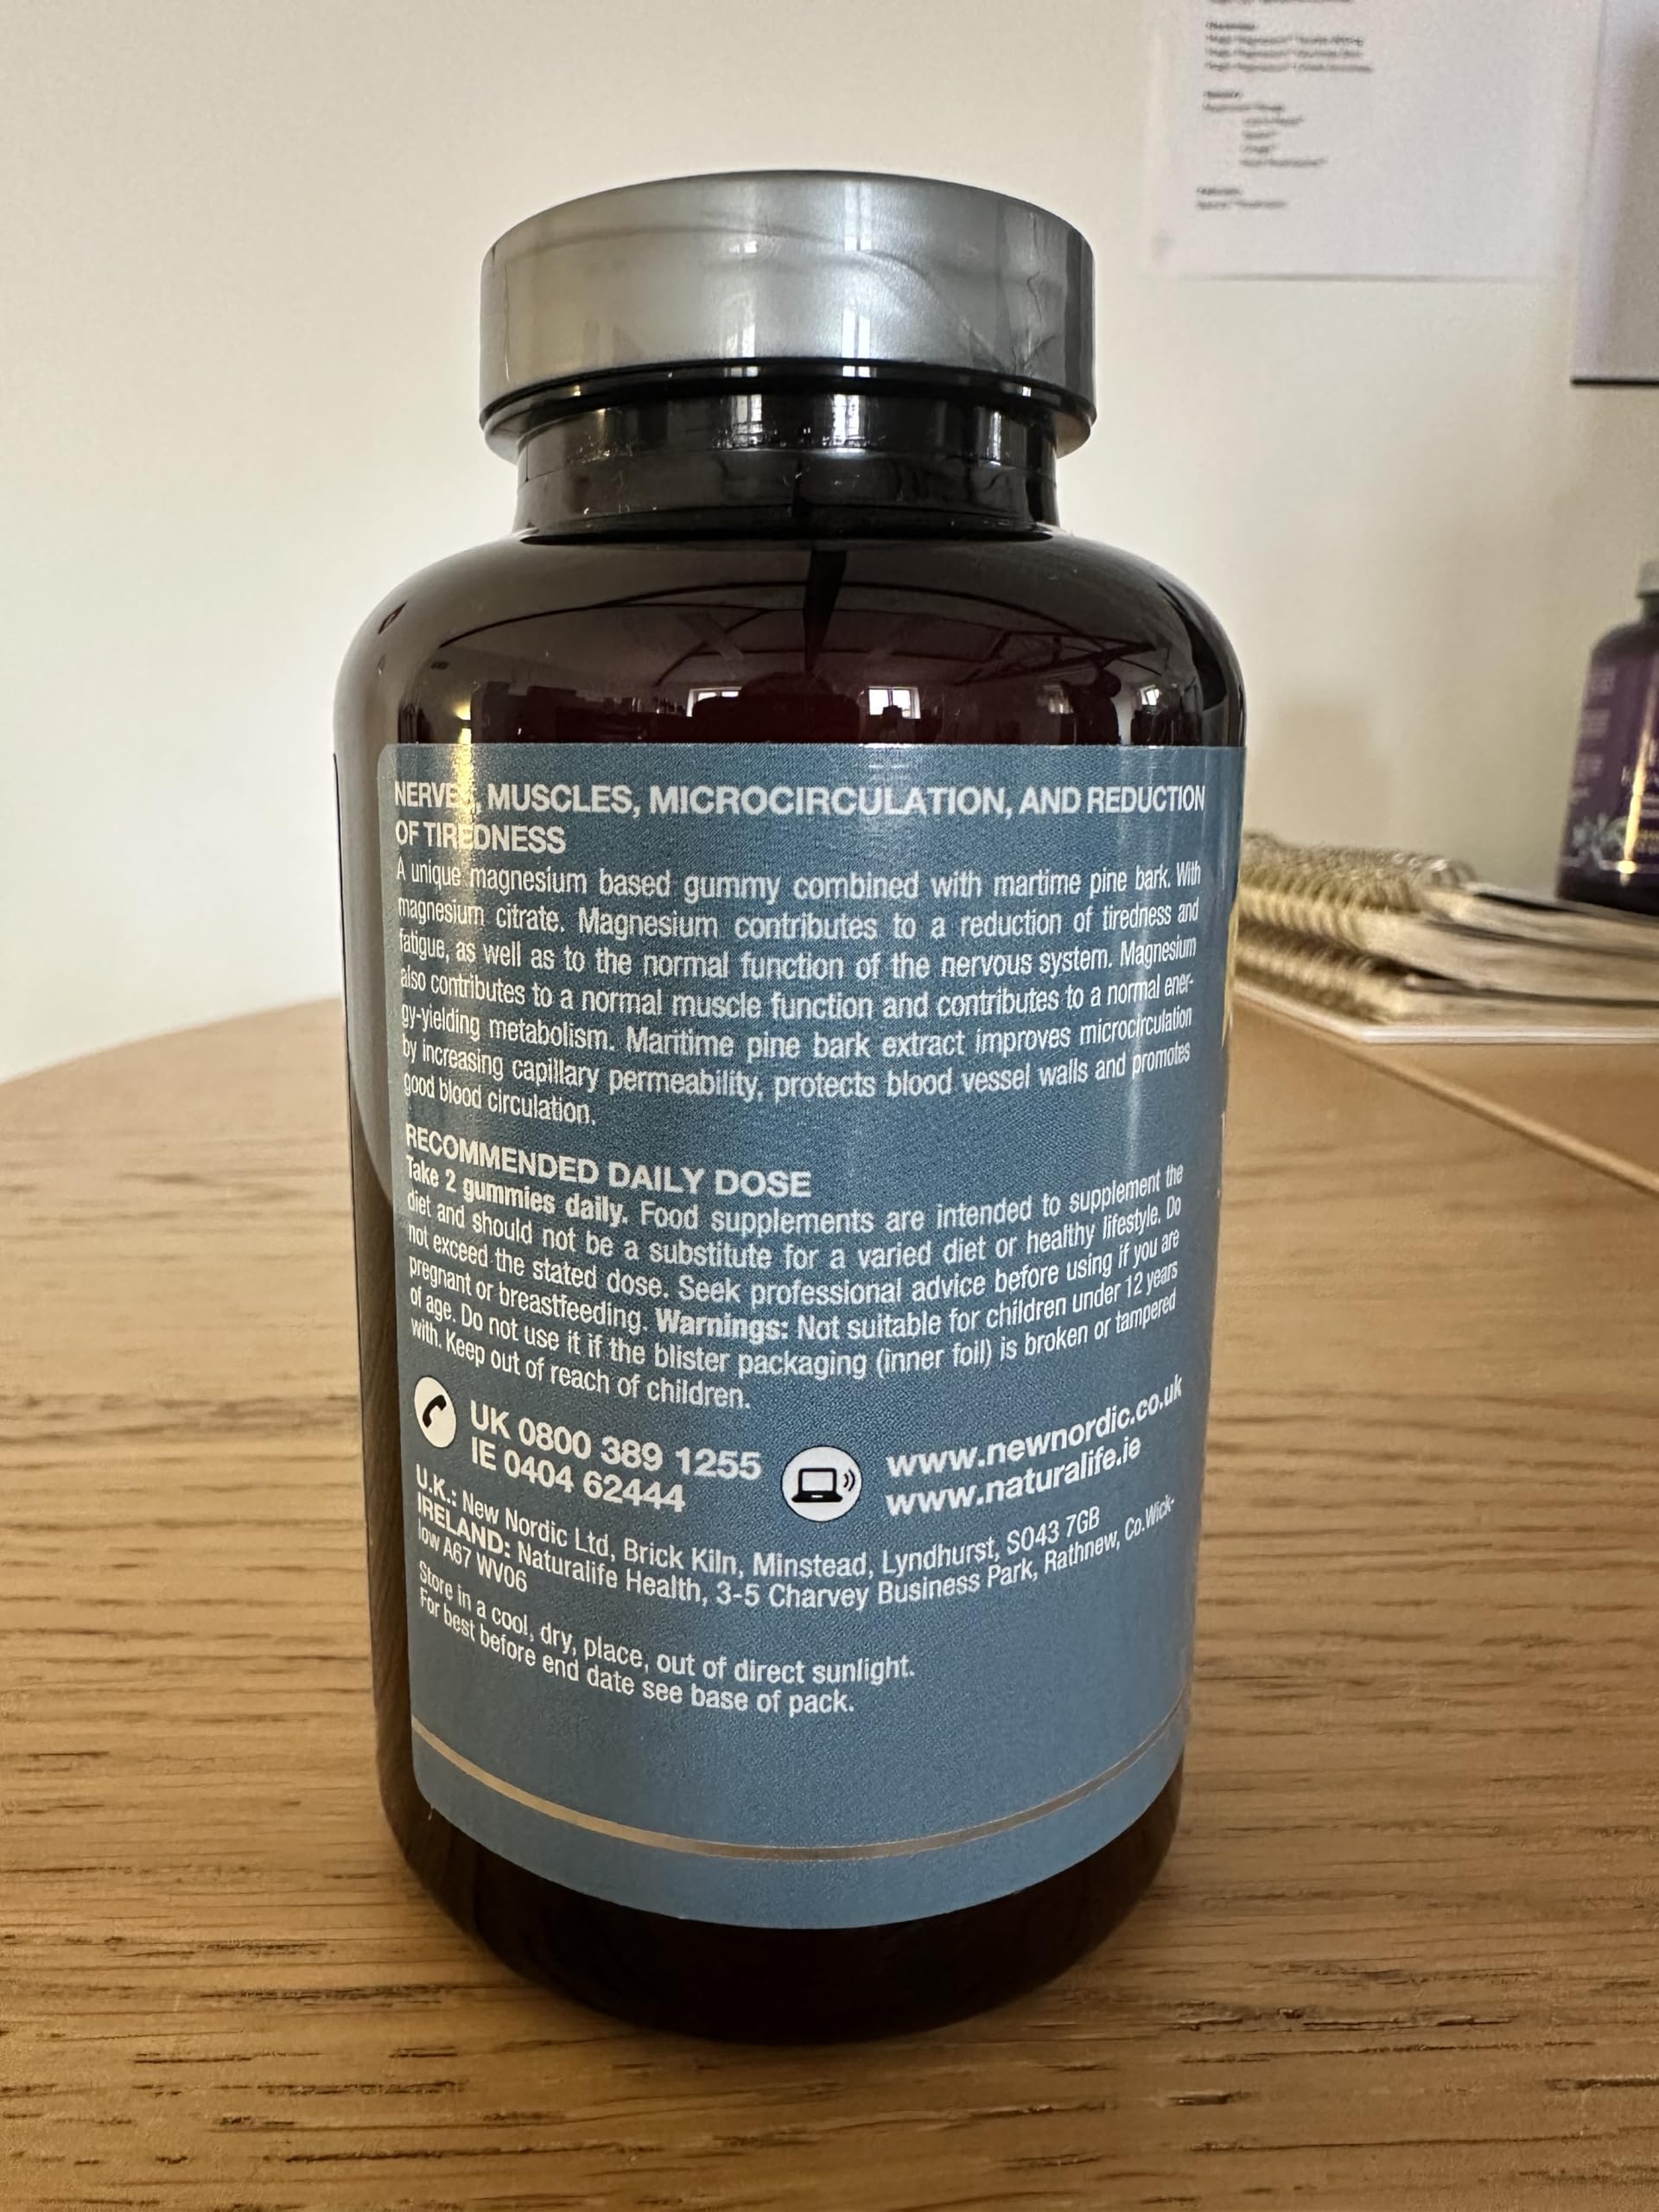 NERVES, MUSCLES, MICROCIRCULATION, AND REDUCTION
OF TIREDNESS
A unique magnesium based gummy combined with martime pine bark. With
magnesium citrate. Magnesium contributes to a reduction of tiredness and
fatigue, as well as to the normal function of the nervous system. Magnesium
also contributes to a normal muscle function and contributes to a normal ener-
gy-yielding metabolism. Maritime pine bark extract improves microcirculation
by increasing capillary permeability, protects blood vessel walls and promotes
good blood circulation.
RECOMMENDED DAILY DOSE
Take 2 gummies daily. Food supplements are intended to supplement the
diet and should not be a substitute for a varied diet or healthy lifestyle. Do
not exceed the stated dose. Seek professional advice before using if you are
pregnant or breastfeeding. Warnings: Not suitable for children under 12 years
of age. Do not use it if the blister packaging (inner foil) is broken or tampered
with. Keep out of reach of children.
UK 0800 389 1255
IE 0404 62444
www.newnordic.co.uk
www.naturalife.ie
U.K.: New Nordic Ltd, Brick Kiln, Minstead, Lyndhurst, SO43 7GB
IRELAND: Naturalife Health, 3-5 Charvey Business Park, Rathnew, Co.Wick-
low A67 WV06
Store in a cool, dry, place, out of direct sunlight.
For best before end date see base of pack.